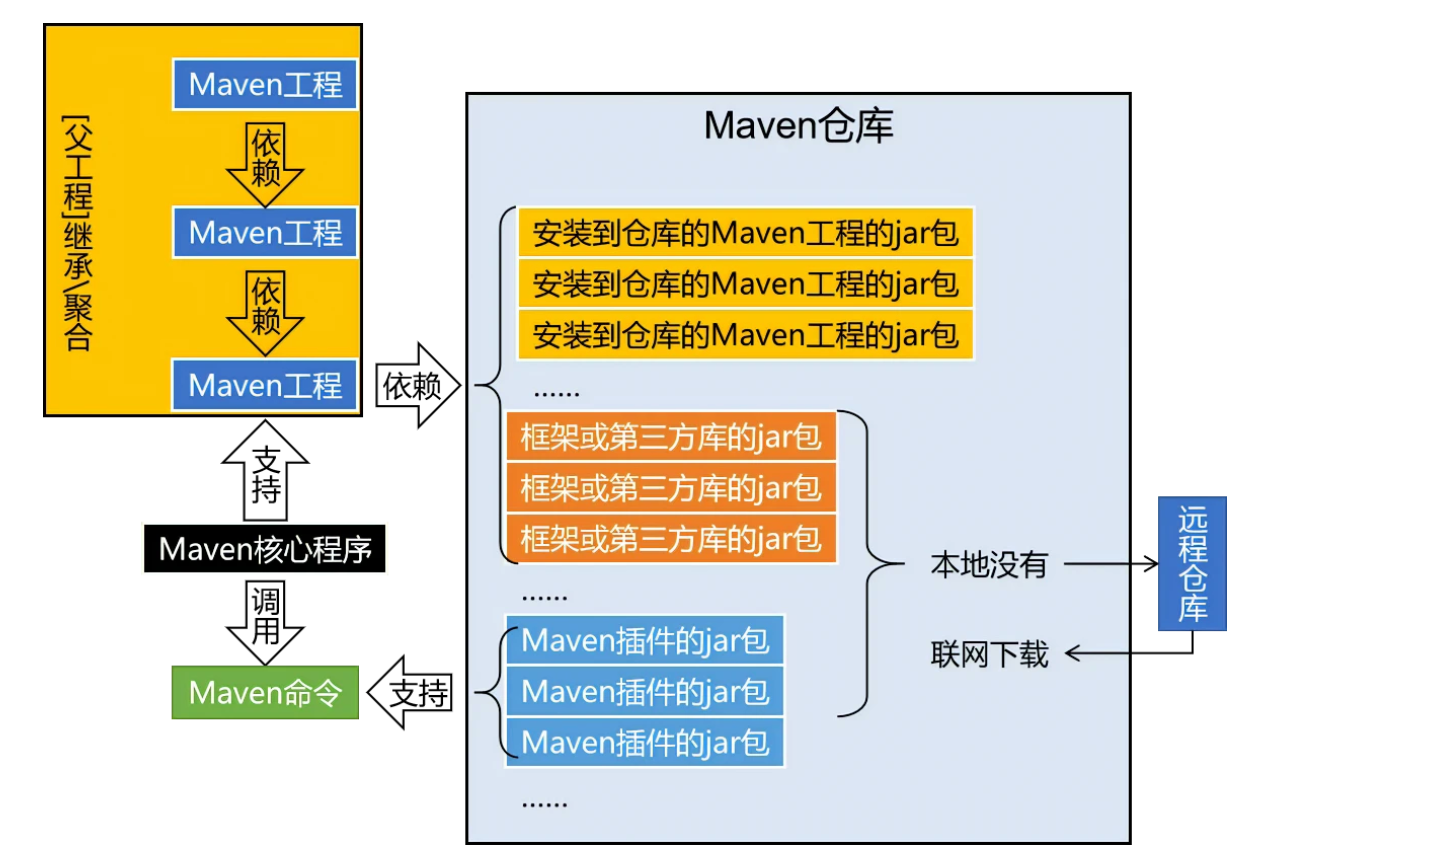 [父工程]继承\聚合
Maven工程
依赖
Maven工程
依赖
Maven工程
支持
Maven核心程序
调用
Maven命令
依赖
支持
Maven仓库
安装到仓库的Maven工程的jar包
安装到仓库的Maven工程的jar包
安装到仓库的Maven工程的jar包
......
框架或第三方库的jar包
框架或第三方库的jar包
框架或第三方库的jar包
......
Maven插件的jar包
Maven插件的jar包
Maven插件的jar包
......
本地没有
联网下载
远程仓库